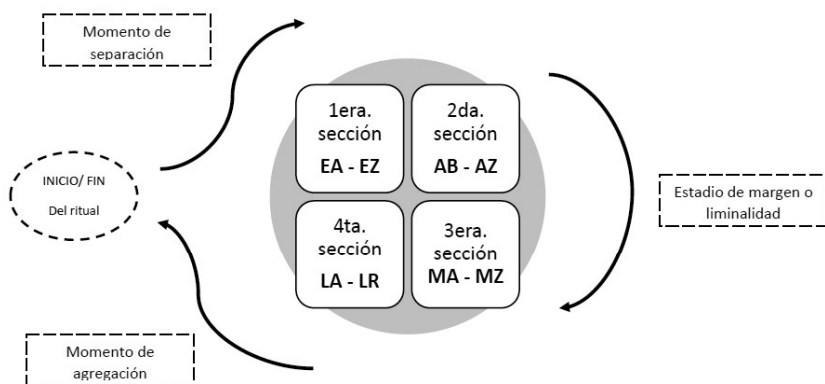 Momento de
separación
1era.
sección
EA - EZ
2da.
sección
AB - AZ
INICIO/ FIN
Del ritual
Estadio de margen o
liminalidad
4ta.
sección
LA - LR
3era.
sección
MA - MZ
Momento de
agregación